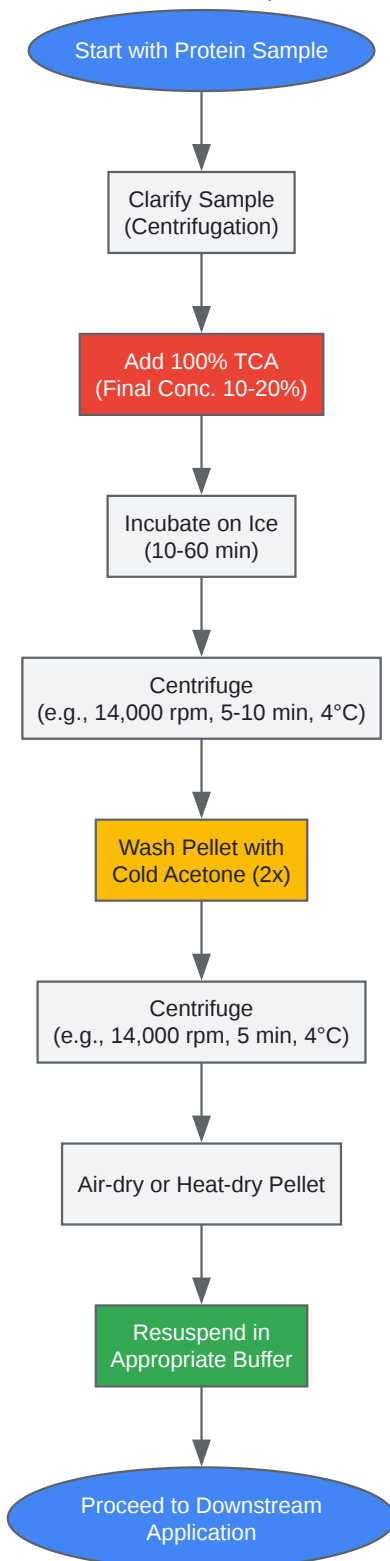 Start with Protein Sample
Clarify Sample
(Centrifugation)
Add 100% TCA
(Final Conc. 10-20%)
Incubate on Ice
(10-60 min)
Centrifuge
(e.g., 14,000 rpm, 5-10 min, 4°C)
Wash Pellet with
Cold Acetone (2x)
Centrifuge
(e.g., 14,000 rpm, 5 min, 4°C)
Air-dry or Heat-dry Pellet
Resuspend in
Appropriate Buffer
Proceed to Downstream
Application